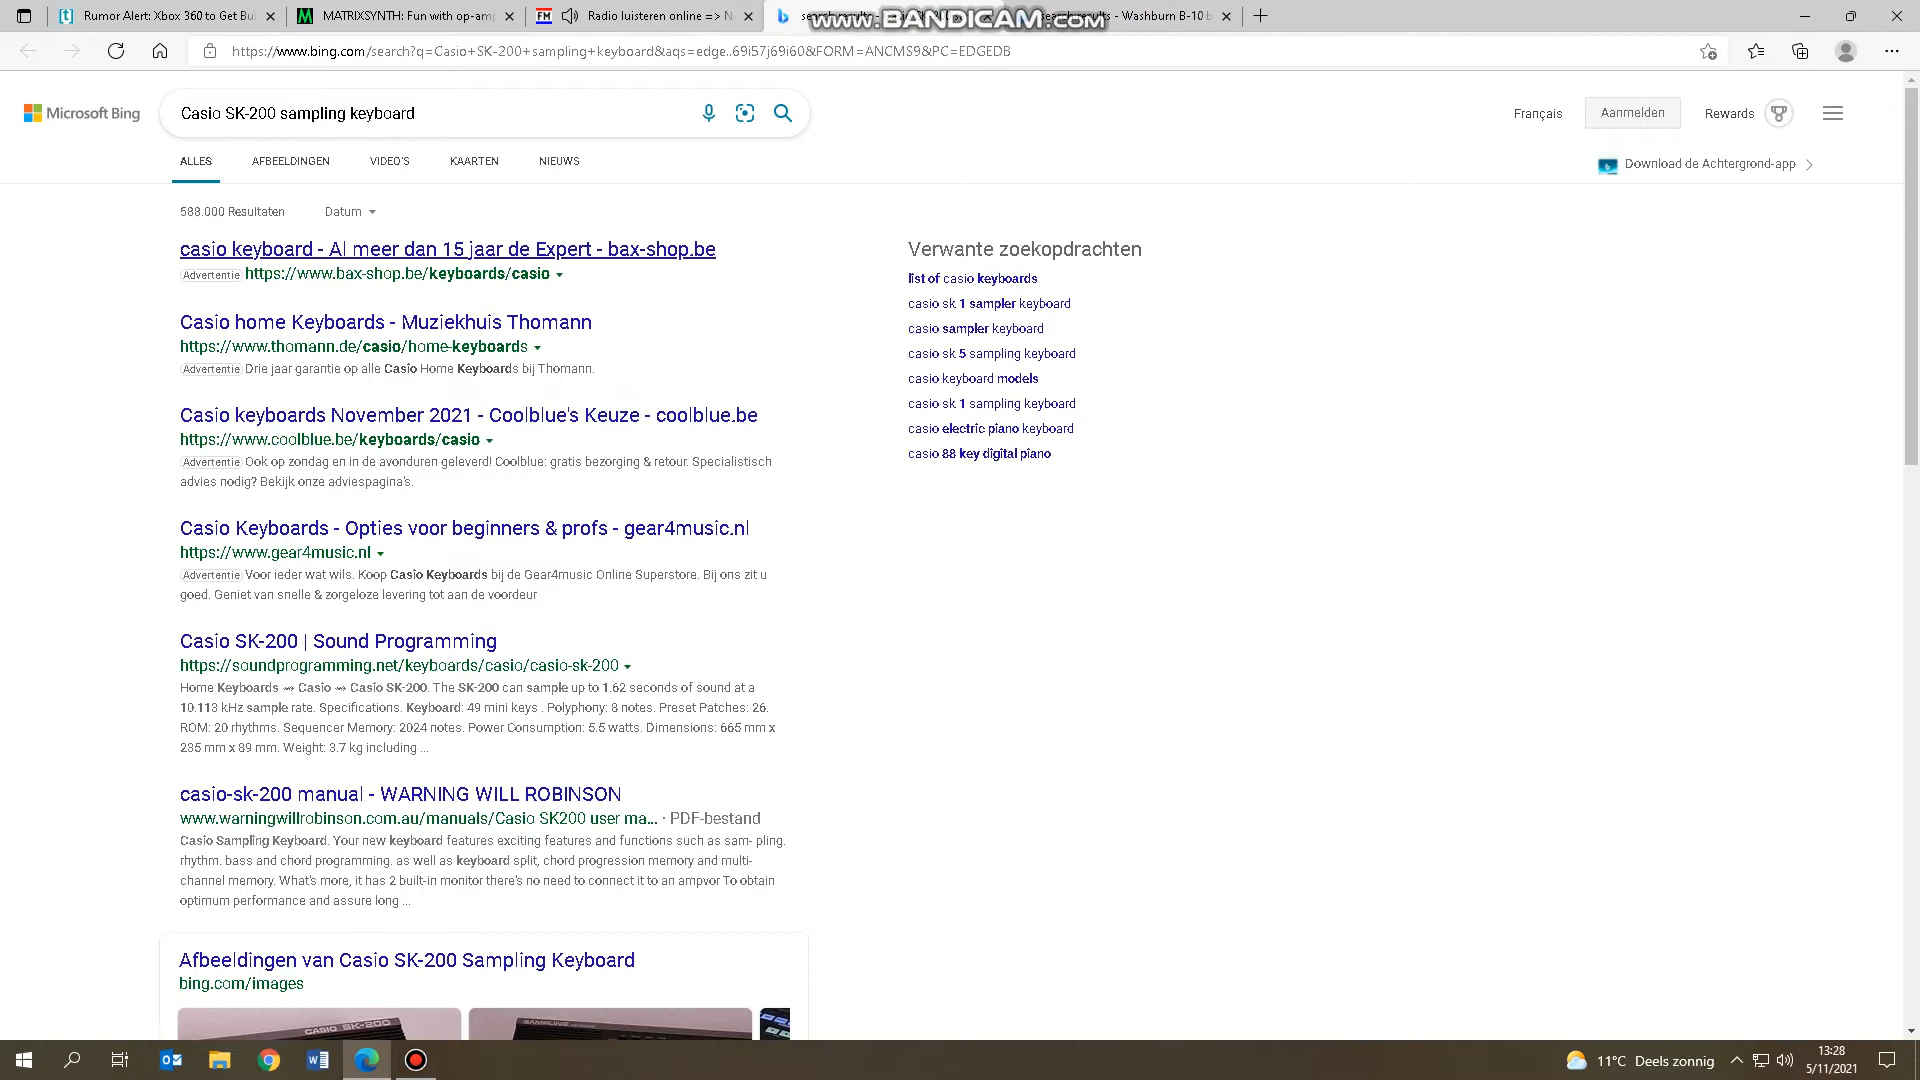 Rumor Alert: Xbox 360 to Get Bu
MATRIXSYNTH: Fun with op-amp
FM
Radio luisteren online => N
search results -
search results - Washburn B-10 b
www.BANDICAM.com
https://www.bing.com/search?q=Casio+SK-200+sampling+keyboard&aqs=edge..69i57j69i60&FORM=ANCMS9&PC=EDGEDB
Microsoft Bing
Casio SK-200 sampling keyboard
Français
Aanmelden
Rewards
ALLES
AFBEELDINGEN
VIDEO'S
KAARTEN
NIEUWS
Download de Achtergrond-app
588.000 Resultaten
Datum
casio keyboard - Al meer dan 15 jaar de Expert - bax-shop.be
Advertentie https://www.bax-shop.be/keyboards/casio
Casio home Keyboards - Muziekhuis Thomann
https://www.thomann.de/casio/home-keyboards
Advertentie Drie jaar garantie op alle Casio Home Keyboards bij Thomann.
Casio keyboards November 2021 - Coolblue's Keuze - coolblue.be
https://www.coolblue.be/keyboards/casio
Advertentie Ook op zondag en in de avonduren geleverd! Coolblue: gratis bezorging & retour. Specialistisch
advies nodig? Bekijk onze adviespagina's.
Casio Keyboards - Opties voor beginners & profs - gear4music.nl
https://www.gear4music.nl
Advertentie Voor ieder wat wils. Koop Casio Keyboards bij de Gear4music Online Superstore. Bij ons zit u
goed. Geniet van snelle & zorgeloze levering tot aan de voordeur
Casio SK-200 | Sound Programming
https://soundprogramming.net/keyboards/casio/casio-sk-200
Home Keyboards ⇝ Casio ⇝ Casio SK-200. The SK-200 can sample up to 1.62 seconds of sound at a
10.113 kHz sample rate. Specifications. Keyboard: 49 mini keys . Polyphony: 8 notes. Preset Patches: 26.
ROM: 20 rhythms. Sequencer Memory: 2024 notes. Power Consumption: 5.5 watts. Dimensions: 665 mm x
235 mm x 89 mm. Weight: 3.7 kg including ...
casio-sk-200 manual - WARNING WILL ROBINSON
www.warningwillrobinson.com.au/manuals/Casio SK200 user ma... · PDF-bestand
Casio Sampling Keyboard. Your new keyboard features exciting features and functions such as sam- pling.
rhythm. bass and chord programming. as well as keyboard split, chord progression memory and multi-
channel memory. What's more, it has 2 built-in monitor there's no need to connect it to an ampvor To obtain
optimum performance and assure long ...
Afbeeldingen van Casio SK-200 Sampling Keyboard
bing.com/images
CASIO SK-200
SAMPLING
Verwante zoekopdrachten
list of casio keyboards
casio sk 1 sampler keyboard
casio sampler keyboard
casio sk 5 sampling keyboard
casio keyboard models
casio sk 1 sampling keyboard
casio electric piano keyboard
casio 88 key digital piano
11°C Deels zonnig
13:28
5/11/2021